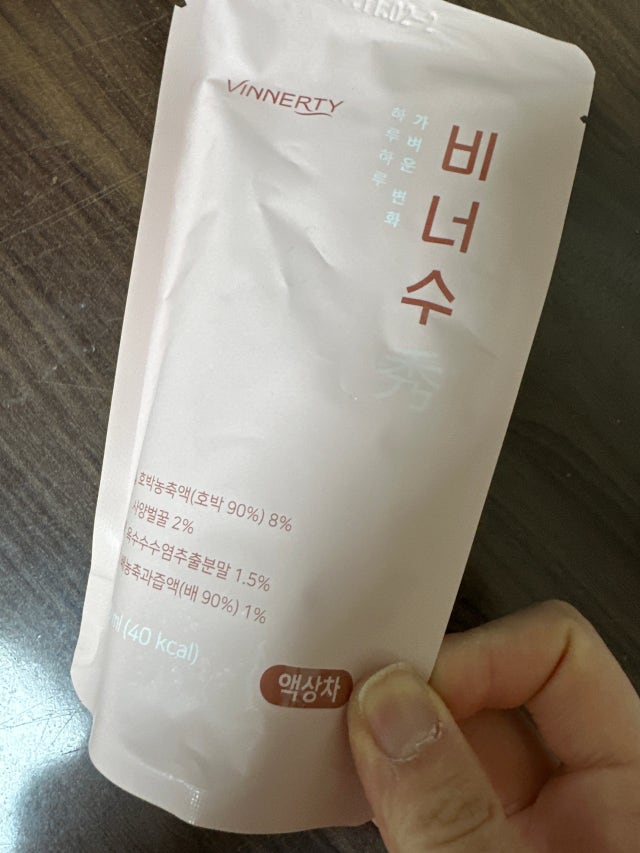 VINNERTY
하루하루
가벼운 변화
비너수
秀
호박농축액(호박 90%) 8%
사양벌꿀 2%
옥수수수염추출분말 1.5%
배농축과즙액(배 90%) 1%
ml (40 kcal)
액상차